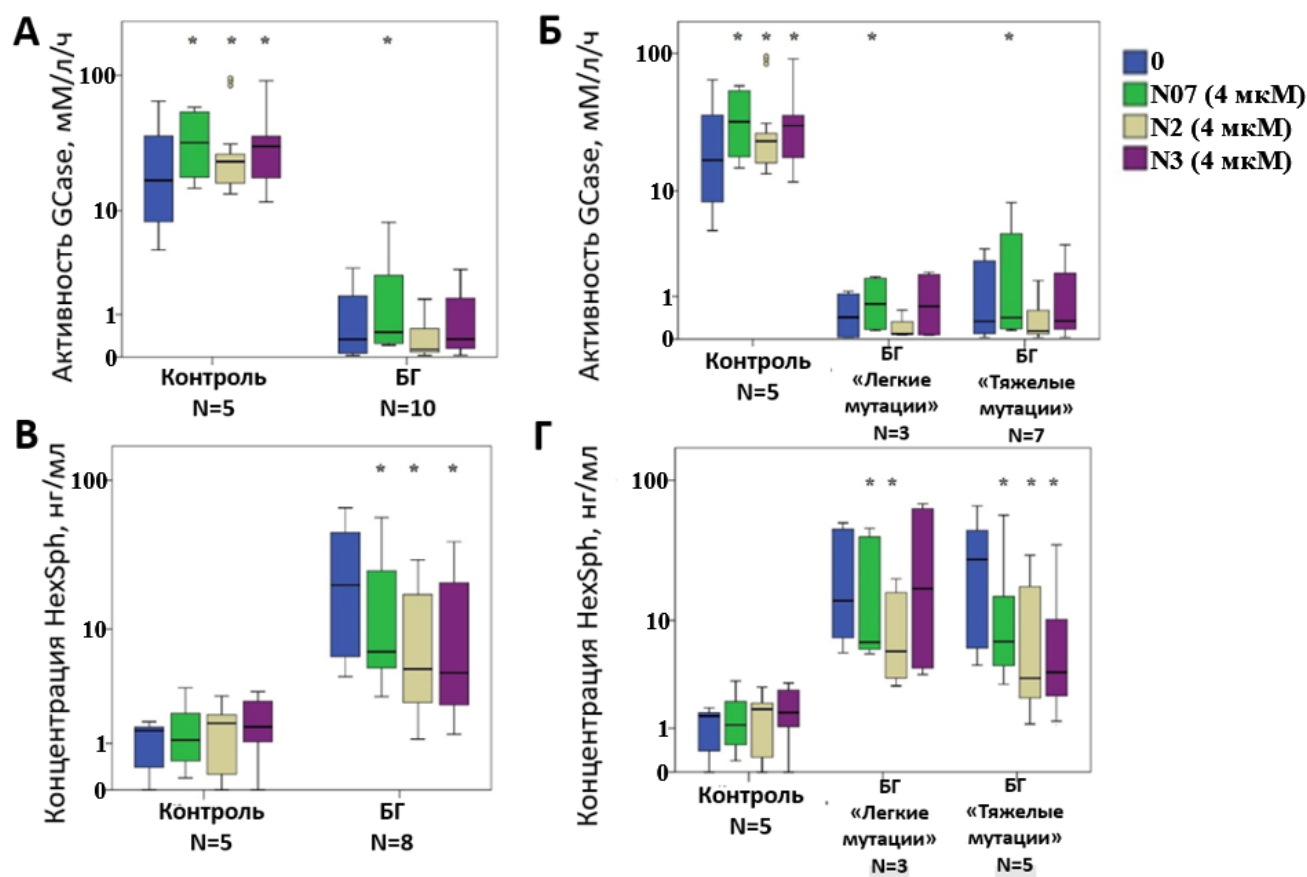 А
Активность GCase, мМ/л/ч
100
10
1
0
* * * *
Контроль
N=5
БГ
N=10
Б
Активность GCase, мМ/л/ч
100
10
1
0
* * * * *
Контроль
N=5
БГ
«Легкие
мутации»
N=3
БГ
«Тяжелые
мутации»
N=7
0
N07 (4 мкМ)
N2 (4 мкМ)
N3 (4 мкМ)
В
Концентрация HexSph, нг/мл
100
10
1
0
* * *
Контроль
N=5
БГ
N=8
Г
Концентрация HexSph, нг/мл
100
10
1
0
* * * * *
Контроль
N=5
БГ
«Легкие
мутации»
N=3
БГ
«Тяжелые
мутации»
N=5